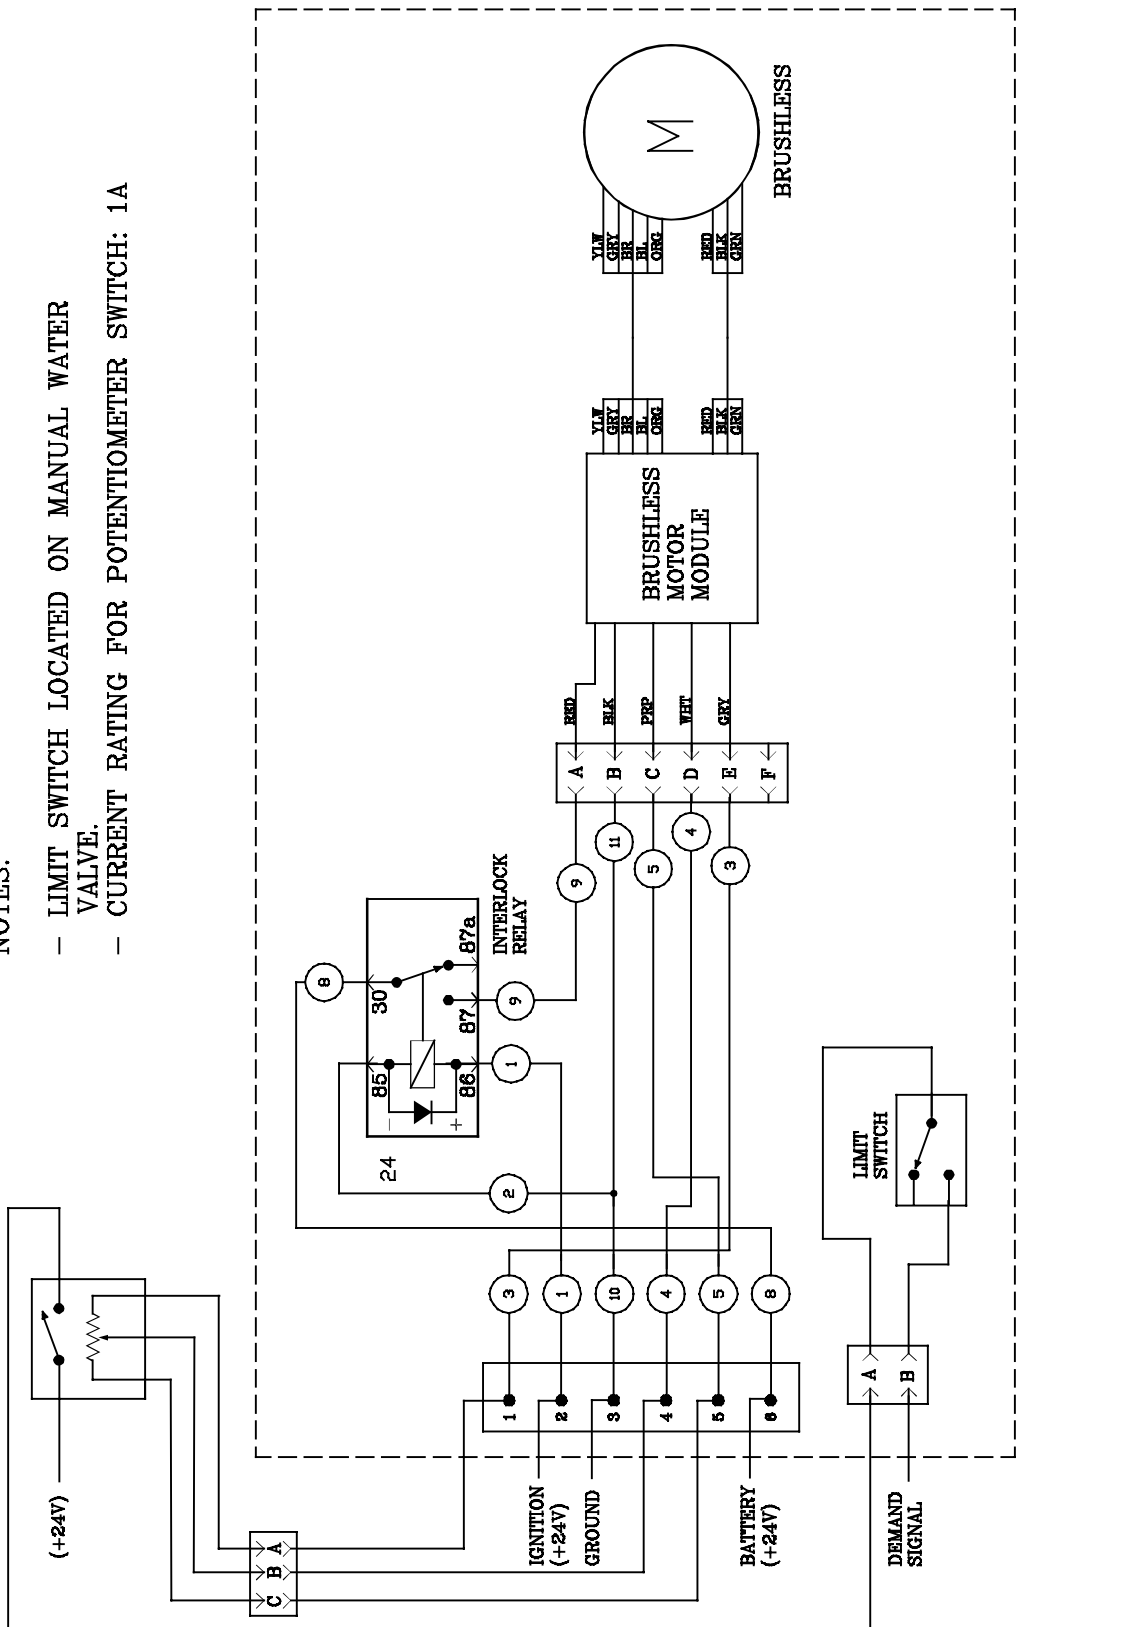 NOTES:
- LIMIT SWITCH LOCATED ON MANUAL WATER
VALVE.
- CURRENT RATING FOR POTENTIOMETER SWITCH: 1A
(+24V)
A
B
C
24
30
85
86
87
87a
-
+
INTERLOCK
RELAY
8
9
1
2
3
1
10
4
5
8
1
2
3
4
5
6
IGNITION
(+24V)
GROUND
BATTERY
(+24V)
9
11
5
4
3
A
B
C
D
E
F
RED
BLK
PRP
WHT
GRY
BRUSHLESS
MOTOR
MODULE
YLW
GRY
BR
BL
ORG
RED
BLK
GRN
YLW
GRY
BR
BL
ORG
RED
BLK
GRN
M
BRUSHLESS
LIMIT
SWITCH
A
B
DEMAND
SIGNAL